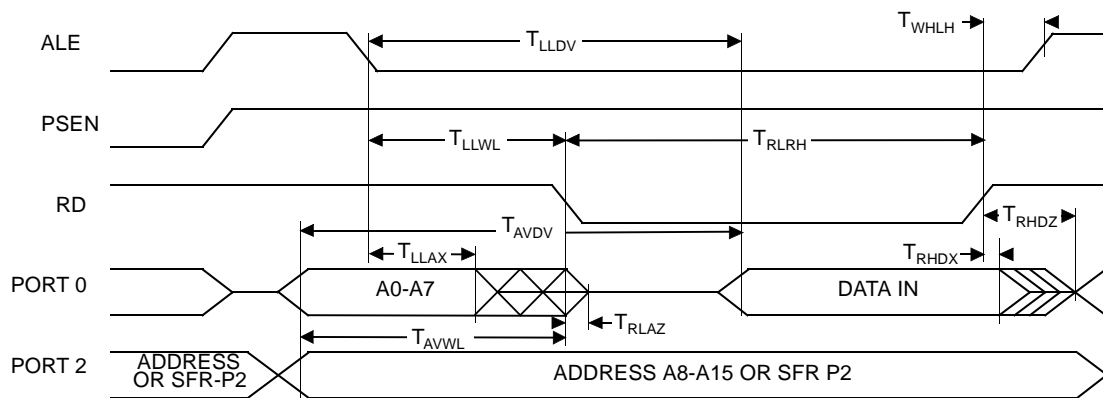 ALE
T_LLDV
T_WHLH
PSEN
T_LLWL
T_RLRH
RD
T_AVDV
T_RHDZ
T_LLAX
T_RHDX
PORT 0
A0-A7
DATA IN
T_RLAZ
T_AVWL
PORT 2
ADDRESS
OR SFR-P2
ADDRESS A8-A15 OR SFR P2